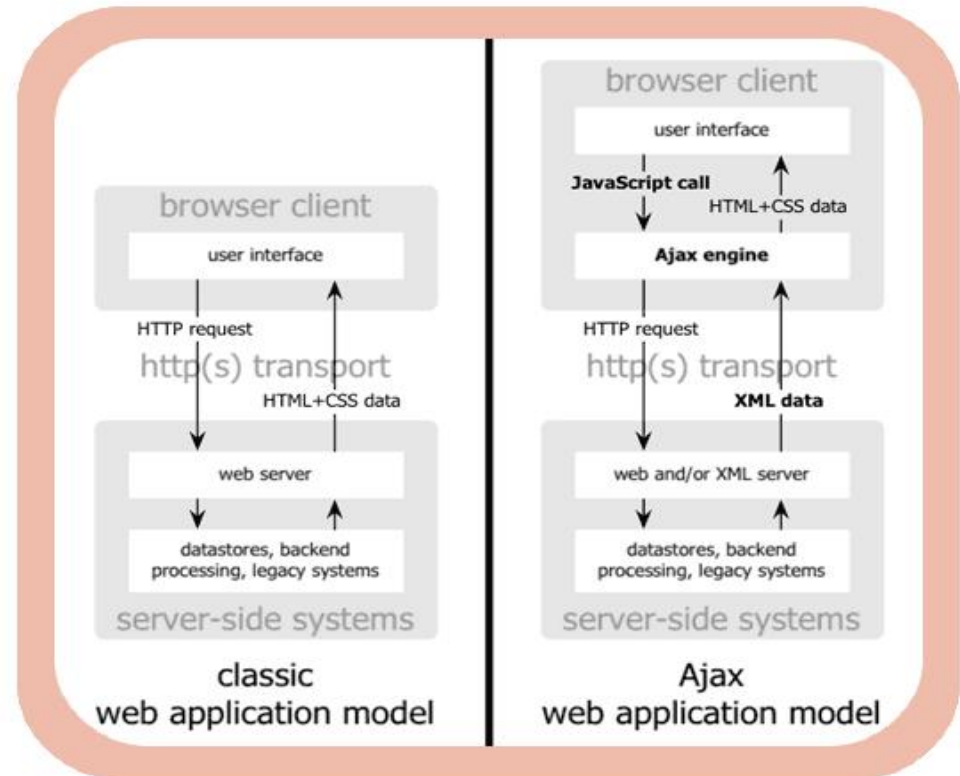 browser client
user interface
HTTP request
http(s) transport
HTML+CSS data
web server
datastores, backend
processing, legacy systems
server-side systems
classic
web application model
browser client
user interface
JavaScript call
HTML+CSS data
Ajax engine
HTTP request
http(s) transport
XML data
web and/or XML server
datastores, backend
processing, legacy systems
server-side systems
Ajax
web application model